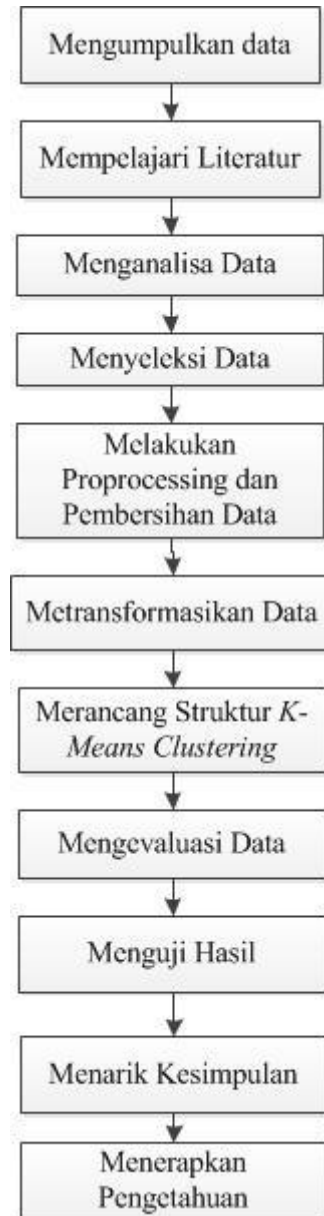 Mengumpulkan data
Mempelajari Literatur
Menganalisa Data
Menyeleksi Data
Melakukan
Proprocessing dan
Pembersihan Data
Metransformasikan Data
Merancang Struktur K-
Means Clustering
Mengevaluasi Data
Menguji Hasil
Menarik Kesimpulan
Menerapkan
Pengetahuan